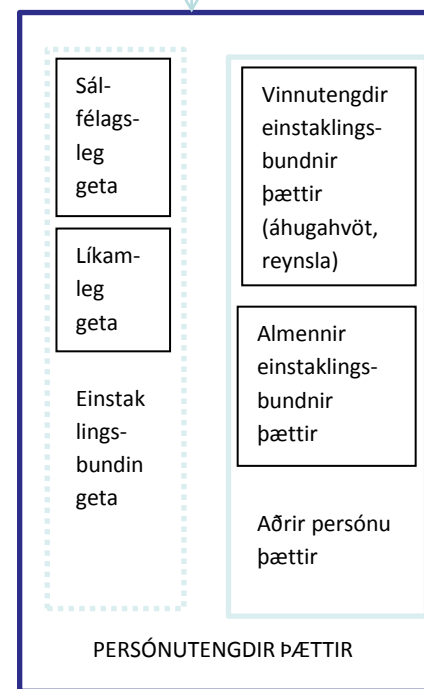 Sál-
félags-
leg
geta
Líkam-
leg
geta
Einstak
lings-
bundin
geta
Vinnutengdir
einstaklings-
bundnir
þættir
(áhugahvöt,
reynsla)
Almennir
einstaklings-
bundnir
þættir
Aðrir persónu
þættir
PERSÓNUTENGDIR ÞÆTTIR